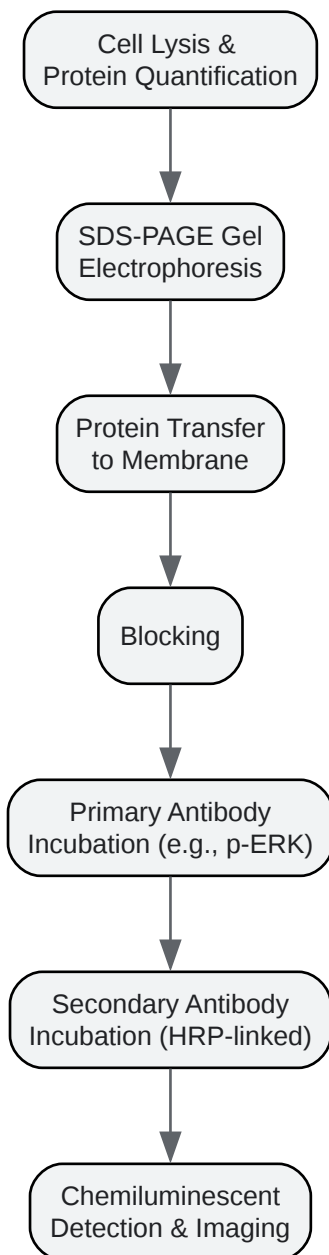 Cell Lysis &
Protein Quantification
SDS-PAGE Gel
Electrophoresis
Protein Transfer
to Membrane
Blocking
Primary Antibody
Incubation (e.g., p-ERK)
Secondary Antibody
Incubation (HRP-linked)
Chemiluminescent
Detection & Imaging